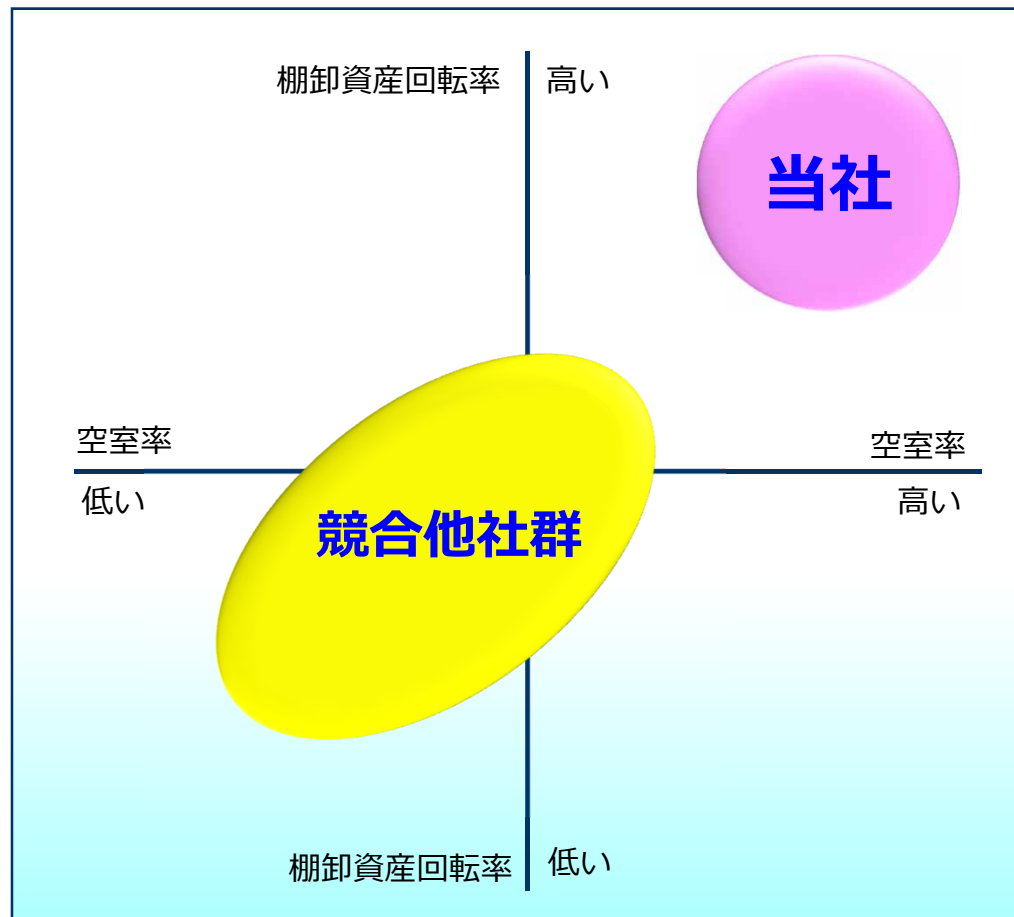 棚卸資産回転率
高い
当社
空室率
低い
空室率
高い
競合他社群
棚卸資産回転率
低い